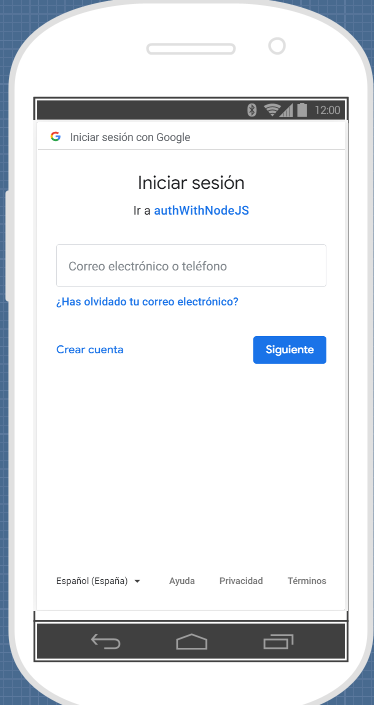 12:00
Iniciar sesión con Google
Iniciar sesión
Ir a authWithNodeJS
Correo electrónico o teléfono
¿Has olvidado tu correo electrónico?
Crear cuenta Siguiente
Español (España) Ayuda Privacidad Términos